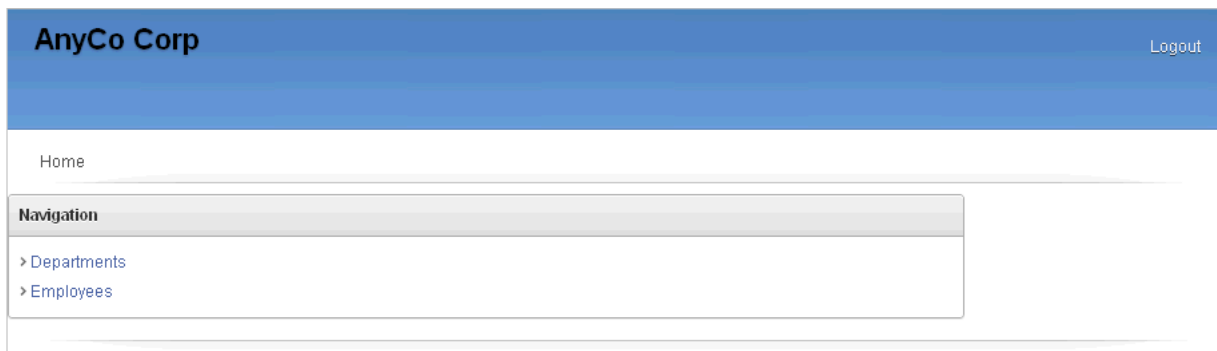 AnyCo Corp
Logout
Home
Navigation
Departments
Employees